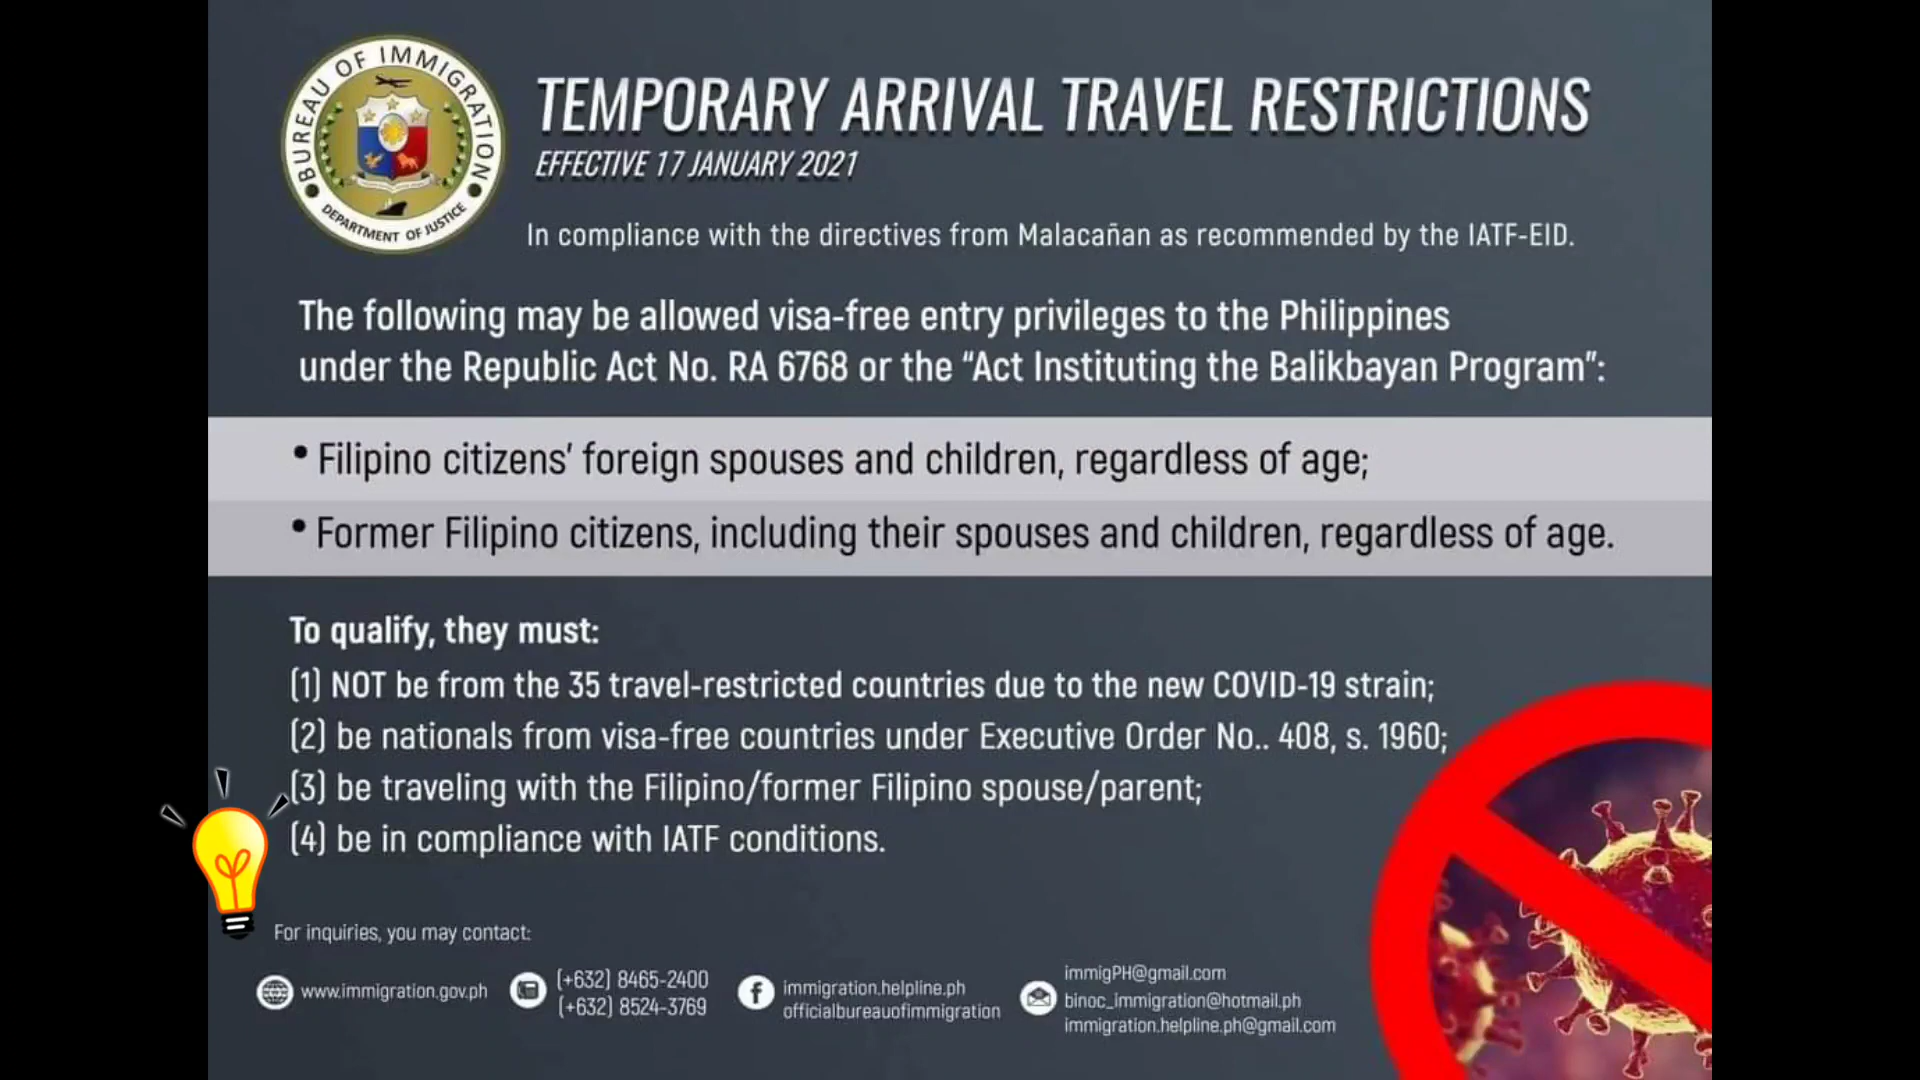 BUREAU OF IMMIGRATION
DEPARTMENT OF JUSTICE
TEMPORARY ARRIVAL TRAVEL RESTRICTIONS
EFFECTIVE 17 JANUARY 2021
In compliance with the directives from Malacañan as recommended by the IATF-EID.
The following may be allowed visa-free entry privileges to the Philippines
under the Republic Act No. RA 6768 or the “Act Instituting the Balikbayan Program”:
• Filipino citizens’ foreign spouses and children, regardless of age;
• Former Filipino citizens, including their spouses and children, regardless of age.
To qualify, they must:
(1) NOT be from the 35 travel-restricted countries due to the new COVID-19 strain;
(2) be nationals from visa-free countries under Executive Order No.. 408, s. 1960;
(3) be traveling with the Filipino/former Filipino spouse/parent;
(4) be in compliance with IATF conditions.
For inquiries, you may contact:
www.immigration.gov.ph
(+632) 8465-2400
(+632) 8524-3769
immigration.helpline.ph
officialbureauofimmigration
immigPH@gmail.com
binoc_immigration@hotmail.ph
immigration.helpline.ph@gmail.com